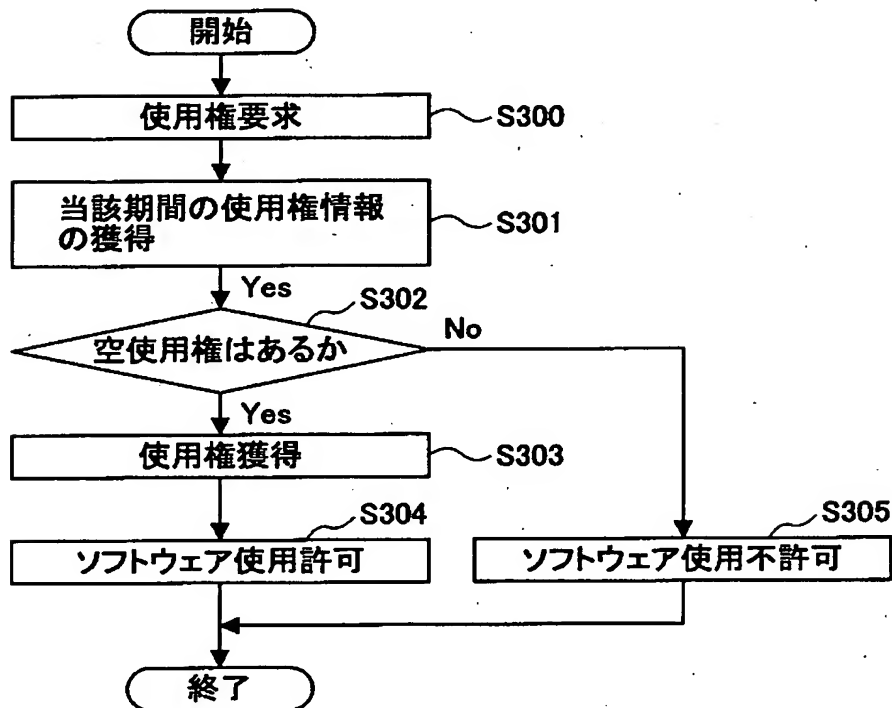 開始
使用権要求
S300
当該期間の使用権情報
の獲得
S301
Yes
S302
空使用権はあるか
No
Yes
使用権獲得
S303
S304
ソフトウェア使用許可
S305
ソフトウェア使用不許可
終了